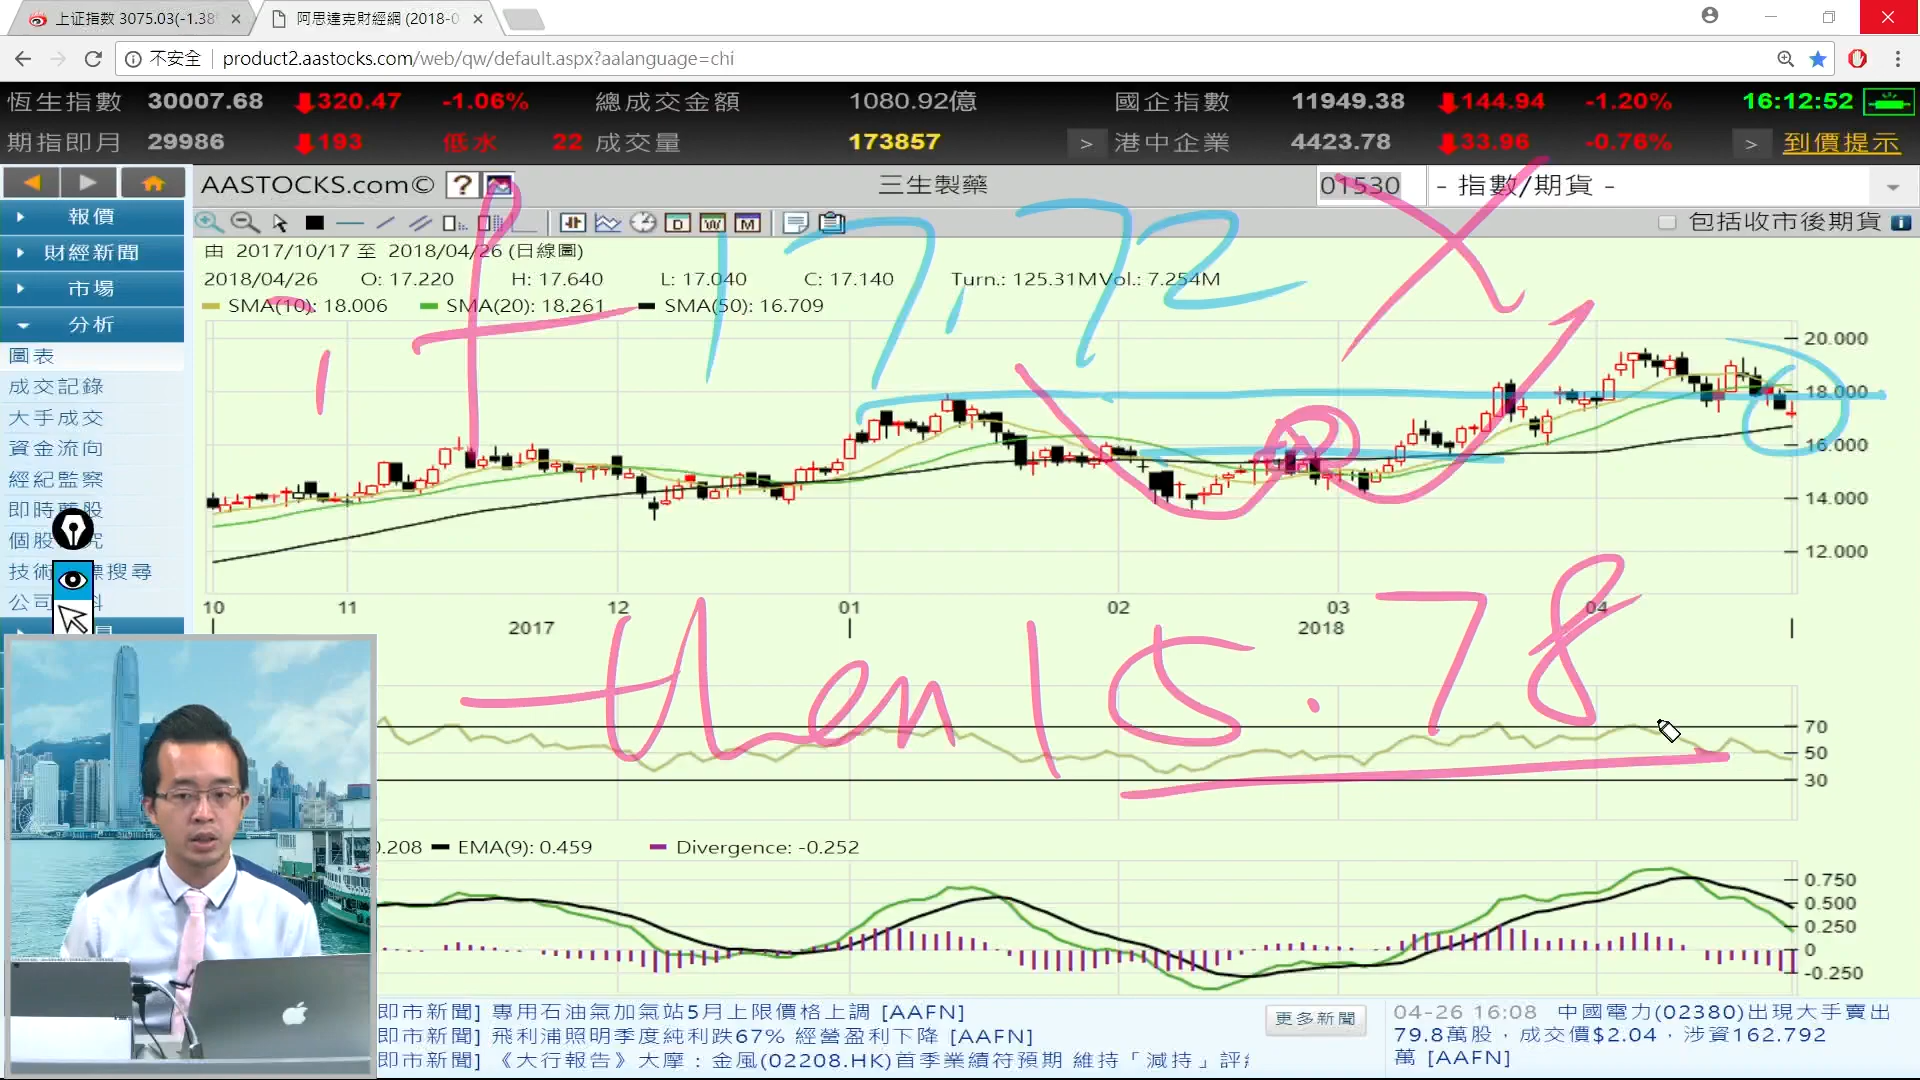 上证指数 3075.03(-1.38
阿思達克財經網 (2018-0
不安全 product2.aastocks.com/web/qw/default.aspx?aalanguage=chi
恆生指數 30007.68 320.47 -1.06% 總成交金額 1080.92億 國企指數 11949.38 144.94 -1.20% 16:12:52
期指即月 29986 193 低水 22 成交量 173857 > 港中企業 4423.78 33.96 -0.76% > 到價提示
AASTOCKS.com© ? 三生製藥 01530 - 指數/期貨 -
D W M 包括收市後期貨 i
報價
財經新聞
市場
分析
圖表
成交記錄
大手成交
資金流向
經紀監察
即時
個股
技術 搜尋
公司
由 2017/10/17 至 2018/04/26 (日線圖)
2018/04/26 O: 17.220 H: 17.640 L: 17.040 C: 17.140 Turn.: 125.31M Vol.: 7.254M
SMA(10): 18.006 SMA(20): 18.261 SMA(50): 16.709
if 17.72 X
20.000
18.000
16.000
14.000
12.000
10 11 12 01 02 03 04
2017 2018
then 15.78
70
50
30
0.208 EMA(9): 0.459 Divergence: -0.252
0.750
0.500
0.250
0
-0.250
即市新聞] 專用石油氣加氣站5月上限價格上調 [AAFN]
即市新聞] 飛利浦照明季度純利跌67% 經營盈利下降 [AAFN]
即市新聞] 《大行報告》大摩：金風(02208.HK)首季業績符預期 維持「減持」評
更多新聞
04-26 16:08 中國電力(02380)出現大手賣出
79.8萬股，成交價$2.04，涉資162.792
萬 [AAFN]